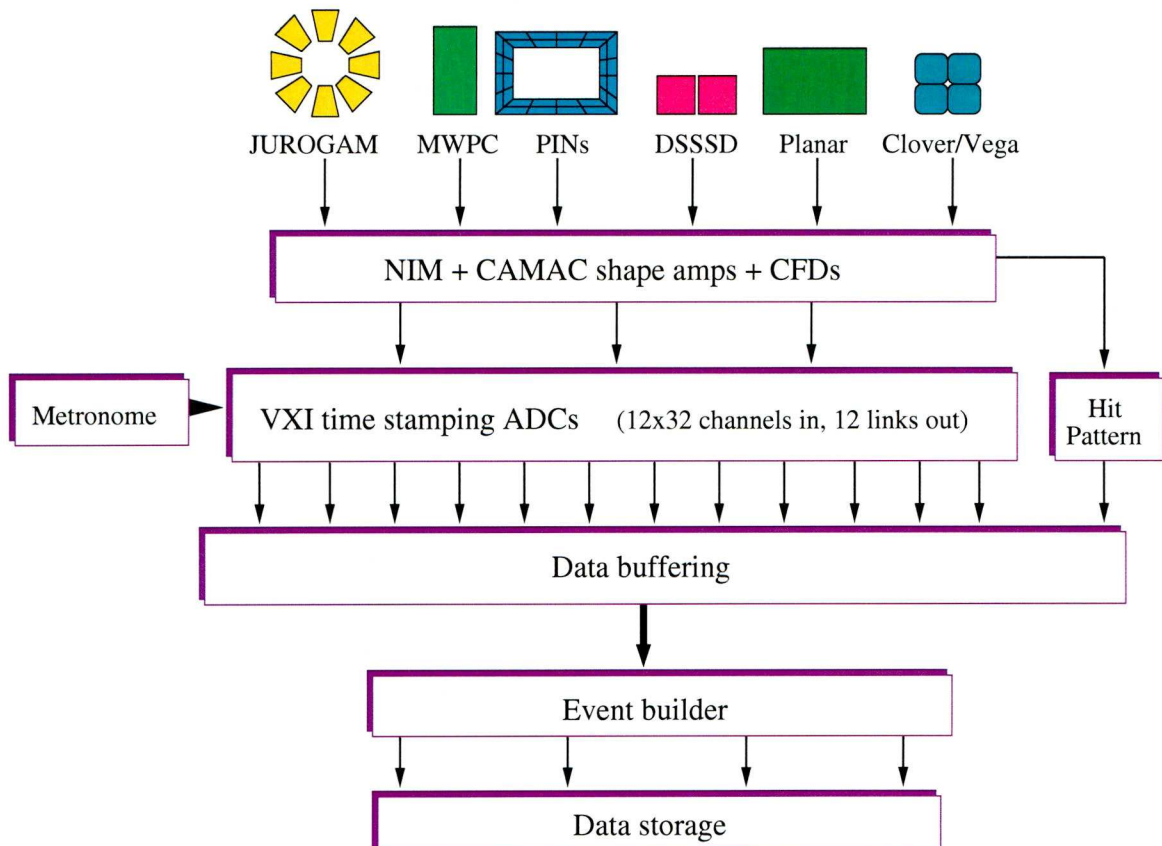 JUROGAM MWPC PINs DSSSD Planar Clover/Vega
NIM + CAMAC shape amps + CFDs
Metronome
VXI time stamping ADCs (12x32 channels in, 12 links out)
Hit
Pattern
Data buffering
Event builder
Data storage